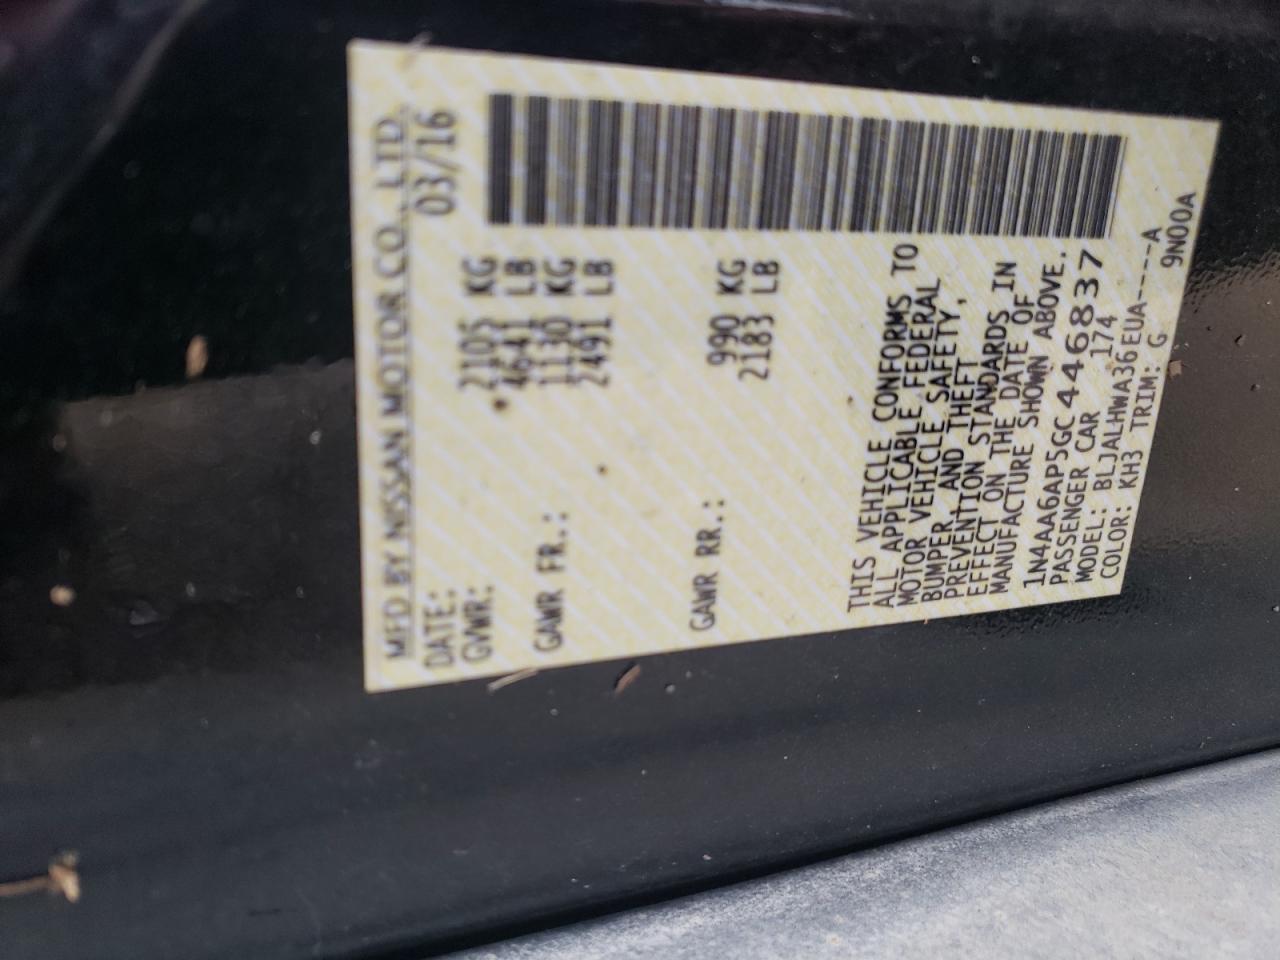 MFD BY NISSAN MOTOR CO., LTD.
DATE: 03/16
GVWR: 2105 KG
4641 LB
GAWR FR.: 1130 KG
2491 LB
GAWR RR.: 990 KG
2183 LB
THIS VEHICLE CONFORMS TO
ALL APPLICABLE FEDERAL
MOTOR VEHICLE SAFETY,
BUMPER, AND THEFT
PREVENTION STANDARDS IN
EFFECT ON THE DATE OF
MANUFACTURE SHOWN ABOVE.
1N4AA6AP5GC446837
PASSENGER CAR 174
MODEL: BLJALHWA36EUA-----A
COLOR: KH3 TRIM: G 9N00A